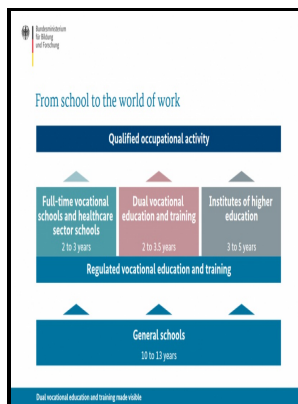 Bundesministerium
für Bildung
und Forschung
From school to the world of work
Qualified occupational activity
Full-time vocational
schools and healthcare
sector schools
2 to 3 years
Dual vocational
education and training
2 to 3.5 years
Institutes of higher
education
3 to 5 years
Regulated vocational education and training
General schools
10 to 13 years
Dual vocational education and training made visible